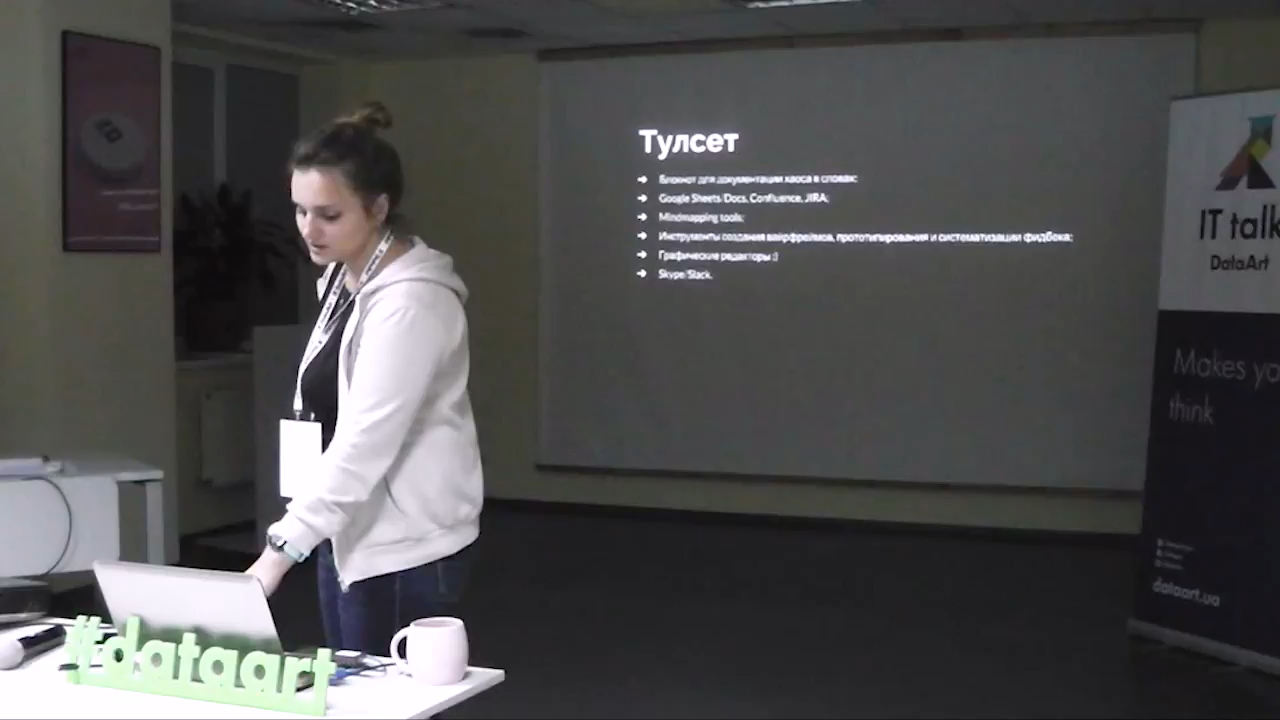 Тулсет
➔ Блокнот для документации хаоса в словах;
➔ Google Sheets/Docs, Confluence, JIRA;
➔ Mindmapping tools;
➔ Инструменты создания вайрфреймов, прототипирования и систематизации фидбека;
➔ Графические редакторы :)
➔ Skype/Slack.
IT talk
DataArt
Makes yo
think
dataart.ua
#dataart